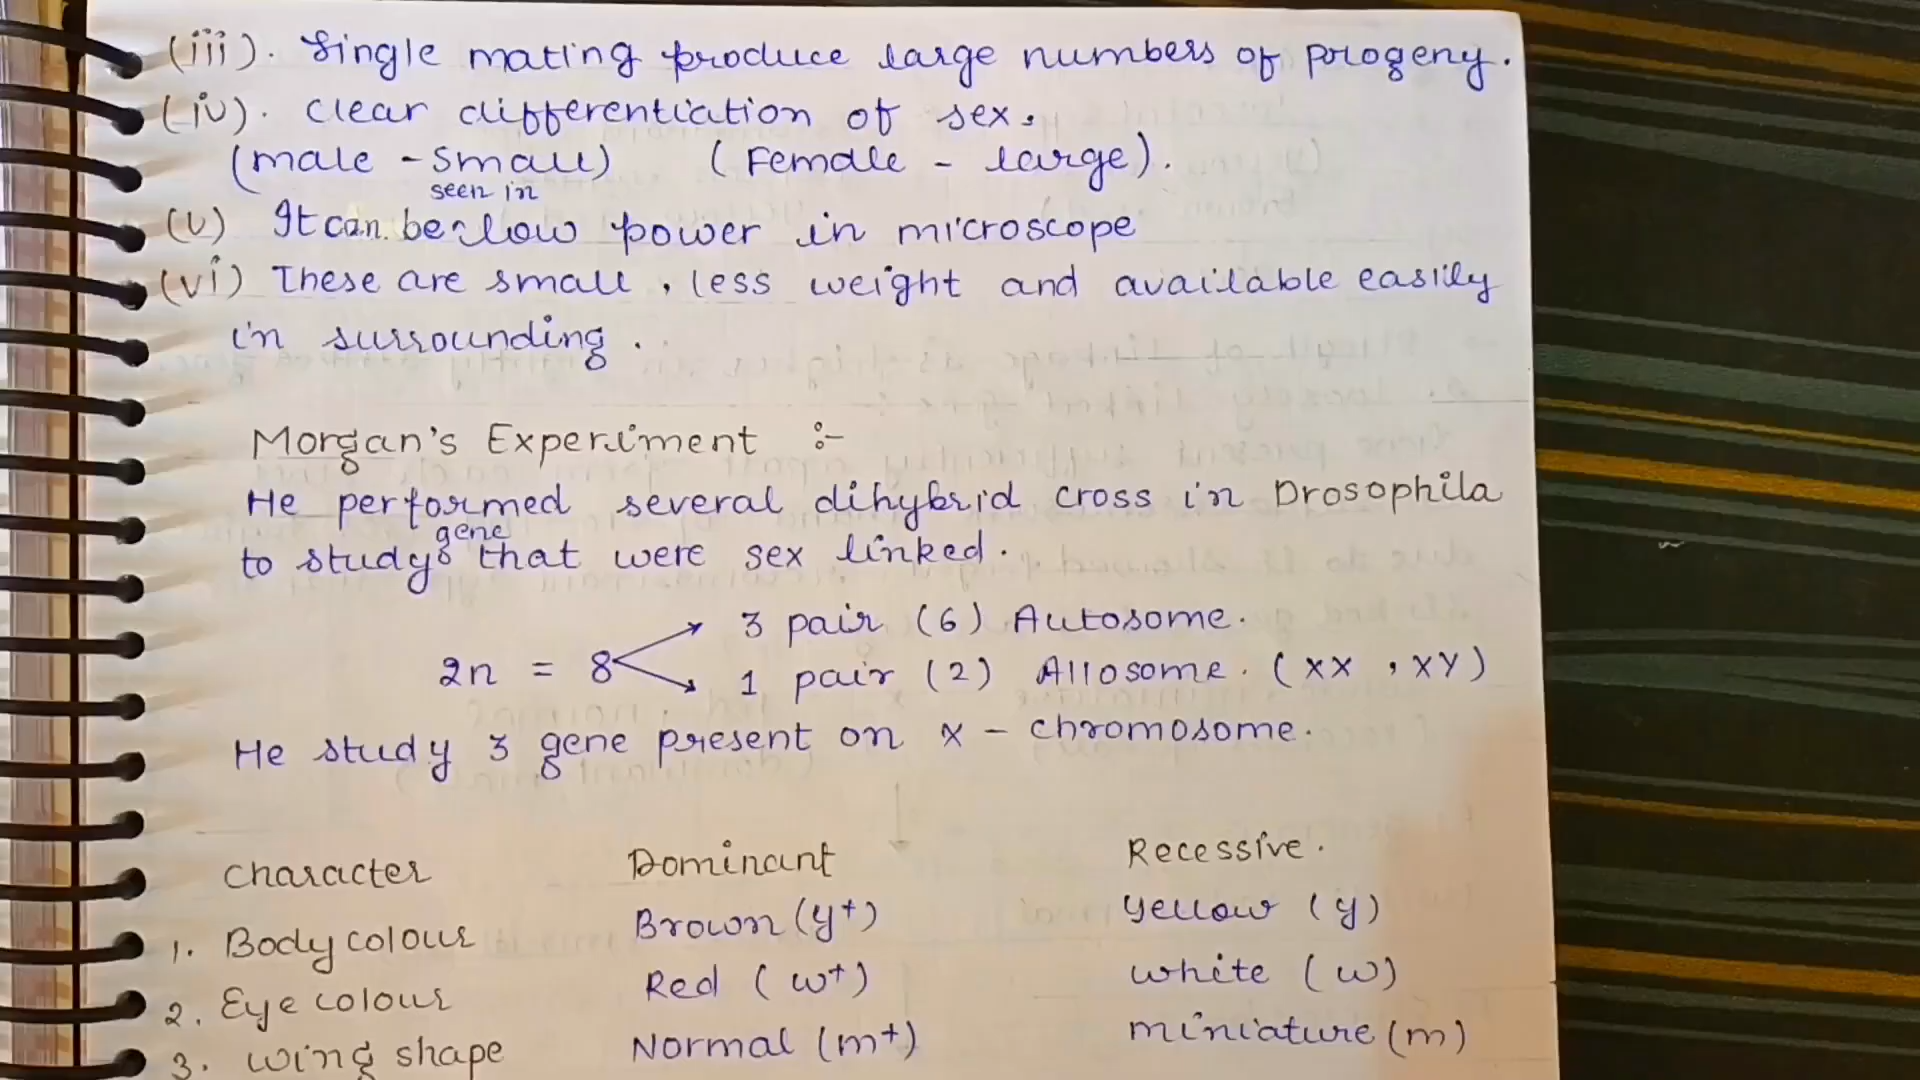 (iii). Single mating produce large numbers of progeny.
(iv). Clear differentiation of sex.
(male - Small) (Female - large).
seen in
(v) It can be low power in microscope
(vi) These are small, less weight and available easily
in surrounding.
Morgan's Experiment :-
He performed several dihybrid cross in Drosophila
gene
to study that were sex linked.
3 pair (6) Autosome.
2n = 8
1 pair (2) Allosome. (XX, XY)
He study 3 gene present on X - chromosome.
Character Dominant Recessive.
1. Body colour Brown (y+) Yellow (y)
2. Eye colour Red (w+) white (w)
3. wing shape Normal (m+) miniature (m)